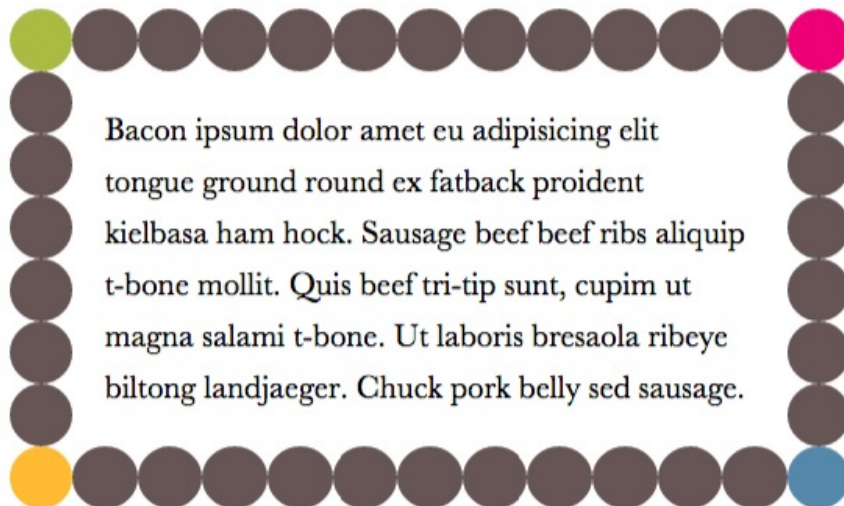 Bacon ipsum dolor amet eu adipisicing elit
tongue ground round ex fatback proident
kielbasa ham hock. Sausage beef beef ribs aliquip
t-bone mollit. Quis beef tri-tip sunt, cupim ut
magna salami t-bone. Ut laboris bresaola ribeye
biltong landjaeger. Chuck pork belly sed sausage.